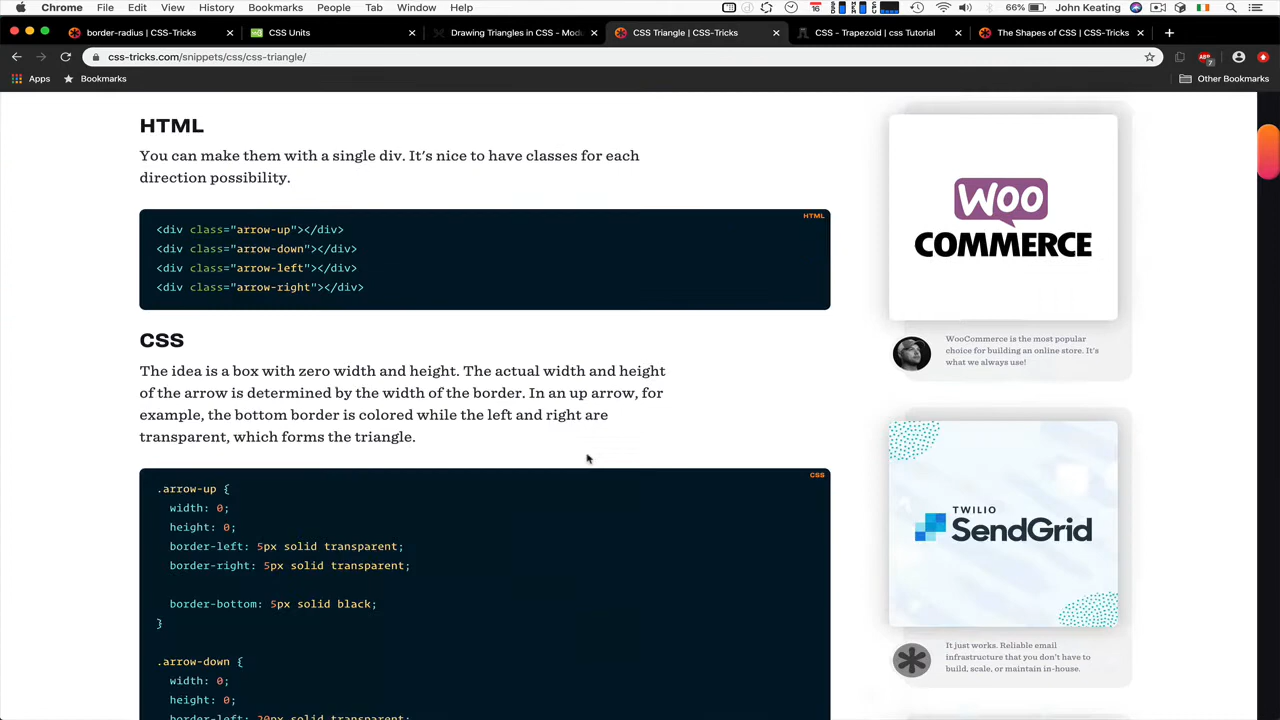 Chrome File Edit View History Bookmarks People Tab Window Help
16
66%
John Keating
border-radius | CSS-Tricks
CSS Units
Drawing Triangles in CSS - Mod
CSS Triangle | CSS-Tricks
CSS - Trapezoid | css Tutorial
The Shapes of CSS | CSS-Tricks
css-tricks.com/snippets/css/css-triangle/
ABP
7
Apps
Bookmarks
Other Bookmarks
HTML
You can make them with a single div. It's nice to have classes for each
direction possibility.
HTML
<div class="arrow-up"></div>
<div class="arrow-down"></div>
<div class="arrow-left"></div>
<div class="arrow-right"></div>
CSS
The idea is a box with zero width and height. The actual width and height
of the arrow is determined by the width of the border. In an up arrow, for
example, the bottom border is colored while the left and right are
transparent, which forms the triangle.
CSS
.arrow-up {
width: 0;
height: 0;
border-left: 5px solid transparent;
border-right: 5px solid transparent;
border-bottom: 5px solid black;
}
.arrow-down {
width: 0;
height: 0;
border-left: 20px solid transparent;
WOO
COMMERCE
WooCommerce is the most popular
choice for building an online store. It's
what we always use!
TWILIO
SendGrid
It just works. Reliable email
infrastructure that you don't have to
build, scale, or maintain in-house.